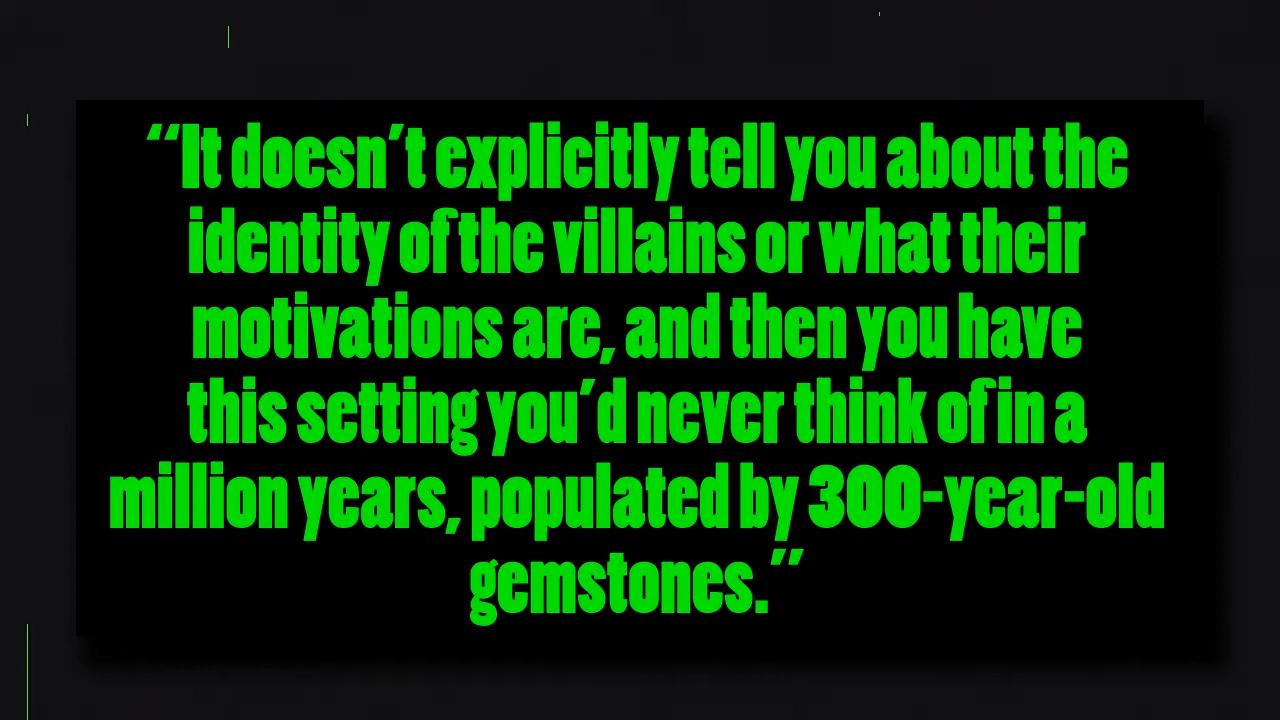 “It doesn’t explicitly tell you about the
identity of the villains or what their
motivations are, and then you have
this setting you’d never think of in a
million years, populated by 300-year-old
gemstones.”